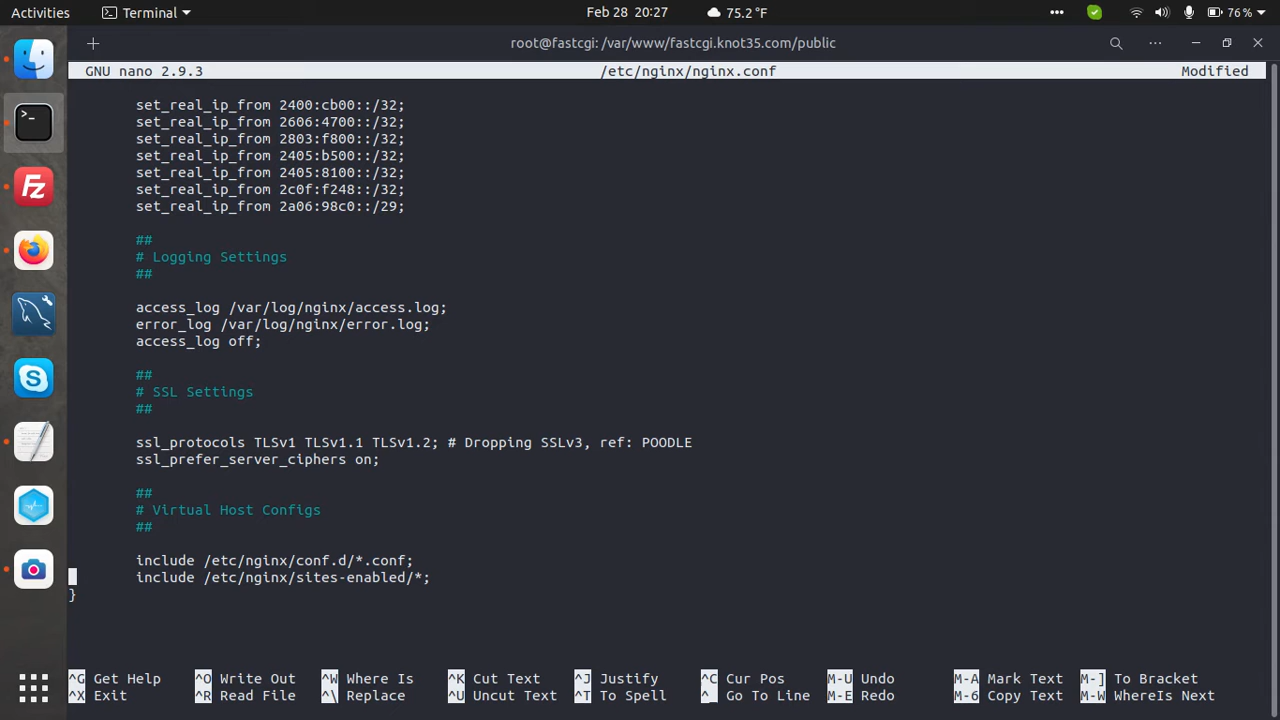 Activities Terminal Feb 28 20:27 75.2 °F 76 %
root@fastcgi: /var/www/fastcgi.knot35.com/public
GNU nano 2.9.3 /etc/nginx/nginx.conf Modified
set_real_ip_from 2400:cb00::/32;
set_real_ip_from 2606:4700::/32;
set_real_ip_from 2803:f800::/32;
set_real_ip_from 2405:b500::/32;
set_real_ip_from 2405:8100::/32;
set_real_ip_from 2c0f:f248::/32;
set_real_ip_from 2a06:98c0::/29;
##
# Logging Settings
##
access_log /var/log/nginx/access.log;
error_log /var/log/nginx/error.log;
access_log off;
##
# SSL Settings
##
ssl_protocols TLSv1 TLSv1.1 TLSv1.2; # Dropping SSLv3, ref: POODLE
ssl_prefer_server_ciphers on;
##
# Virtual Host Configs
##
include /etc/nginx/conf.d/*.conf;
include /etc/nginx/sites-enabled/*;
}
^G Get Help ^O Write Out ^W Where Is ^K Cut Text ^J Justify ^C Cur Pos M-U Undo M-A Mark Text M-] To Bracket
^X Exit ^R Read File ^\ Replace ^U Uncut Text ^T To Spell ^_ Go To Line M-E Redo M-6 Copy Text M-W WhereIs Next